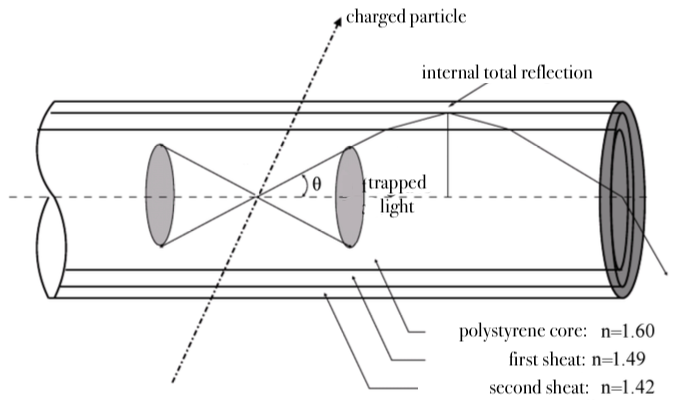 charged particle
internal total reflection
θ
trapped
light
polystyrene core: n=1.60
first sheat: n=1.49
second sheat: n=1.42